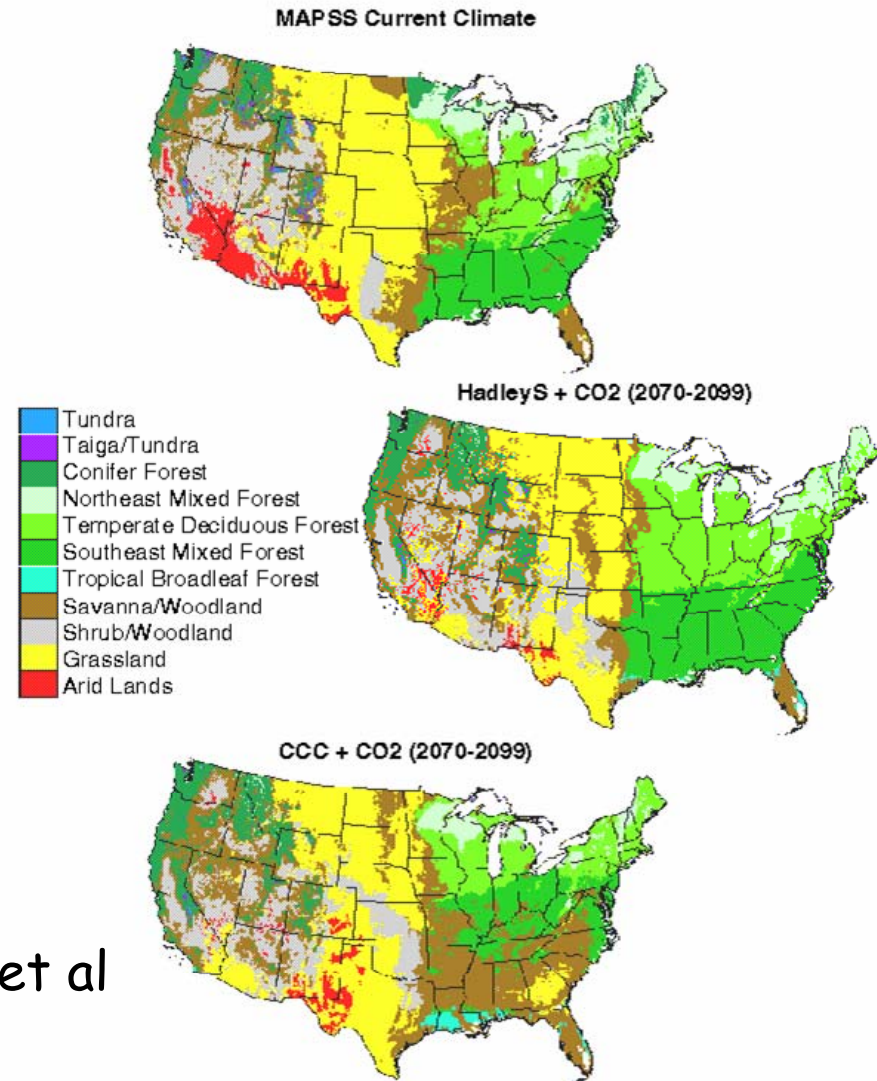 MAPSS Current Climate
HadleyS + CO2 (2070-2099)
Tundra
Taiga/Tundra
Conifer Forest
Northeast Mixed Forest
Temperate Deciduous Forest
Southeast Mixed Forest
Tropical Broadleaf Forest
Savanna/Woodland
Shrub/Woodland
Grassland
Arid Lands
CCC + CO2 (2070-2099)
et al